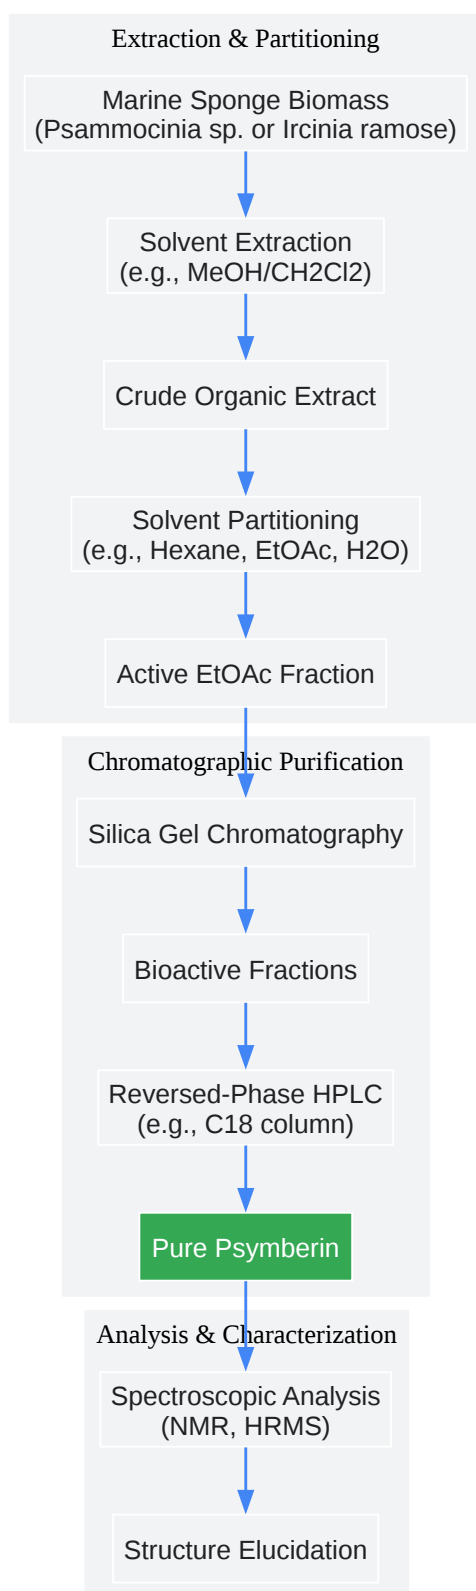 Extraction & Partitioning
Marine Sponge Biomass
(Psammocinia sp. or Ircinia ramose)
Solvent Extraction
(e.g., MeOH/CH2Cl2)
Crude Organic Extract
Solvent Partitioning
(e.g., Hexane, EtOAc, H2O)
Active EtOAc Fraction
Chromatographic Purification
Silica Gel Chromatography
Bioactive Fractions
Reversed-Phase HPLC
(e.g., C18 column)
Pure Psymberin
Analysis & Characterization
Spectroscopic Analysis
(NMR, HRMS)
Structure Elucidation